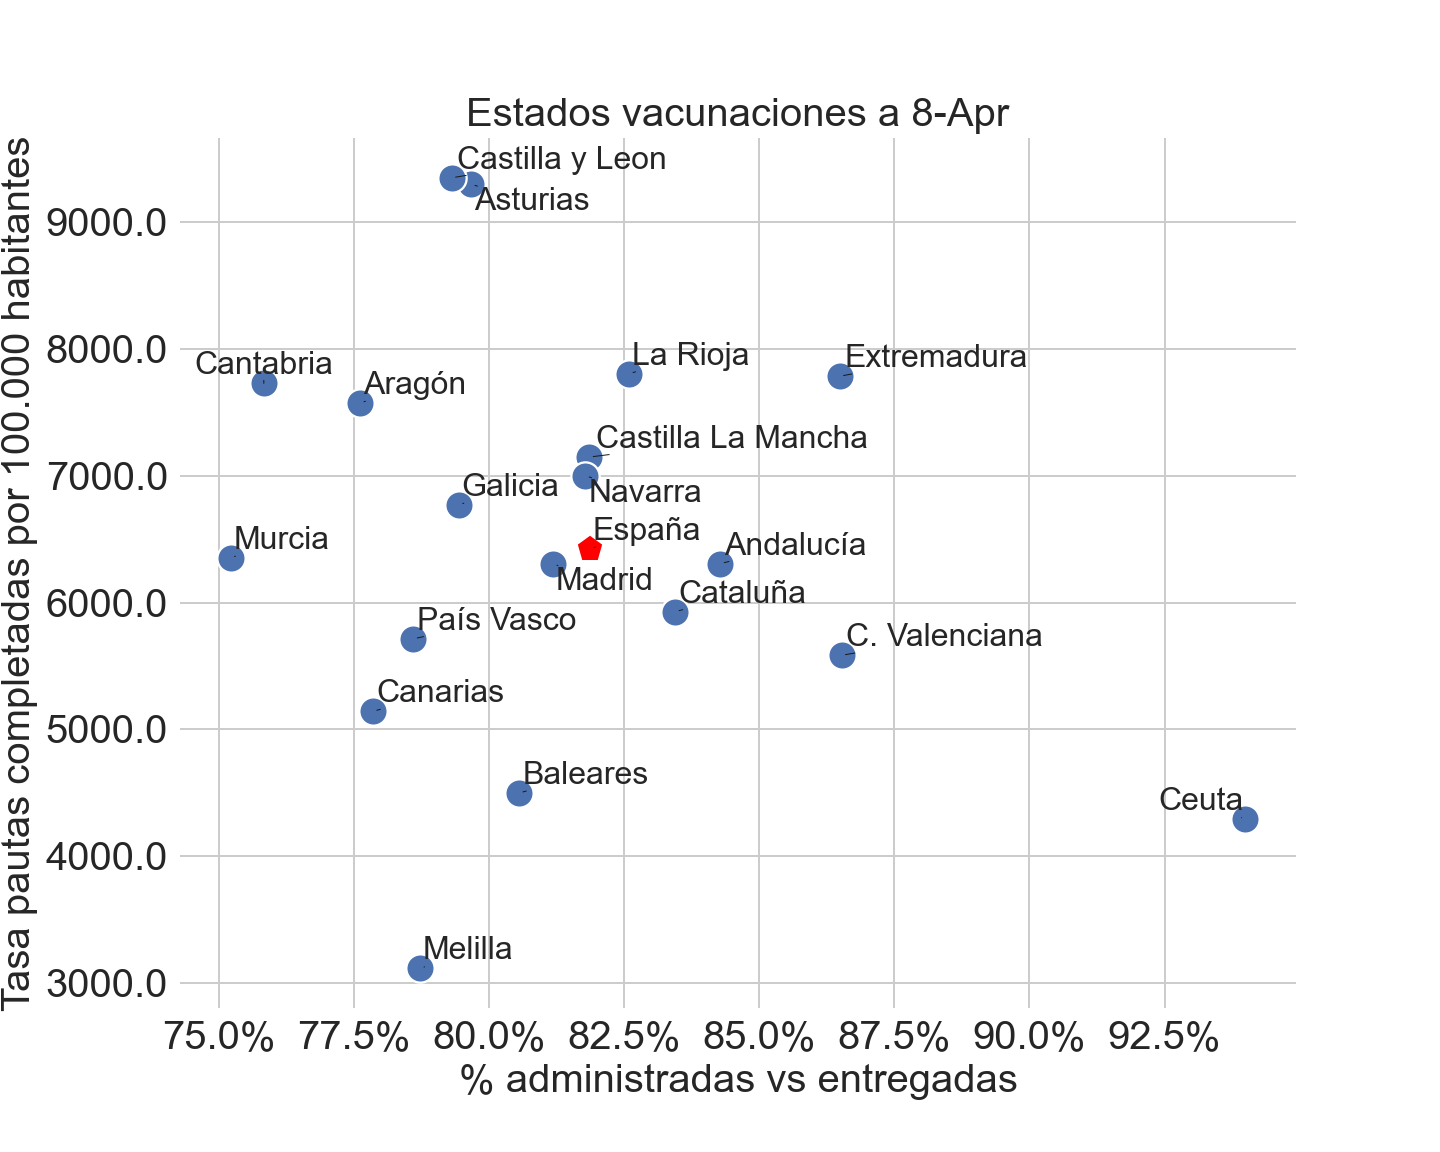 Estados vacunaciones a 8-Apr
Tasa pautas completadas por 100.000 habitantes
9000.0
8000.0
7000.0
6000.0
5000.0
4000.0
3000.0
Castilla y Leon
Asturias
Cantabria
Aragón
La Rioja
Extremadura
Castilla La Mancha
Galicia
Navarra
España
Murcia
Madrid
Andalucía
Cataluña
País Vasco
C. Valenciana
Canarias
Baleares
Ceuta
Melilla
75.0% 77.5% 80.0% 82.5% 85.0% 87.5% 90.0% 92.5%
% administradas vs entregadas